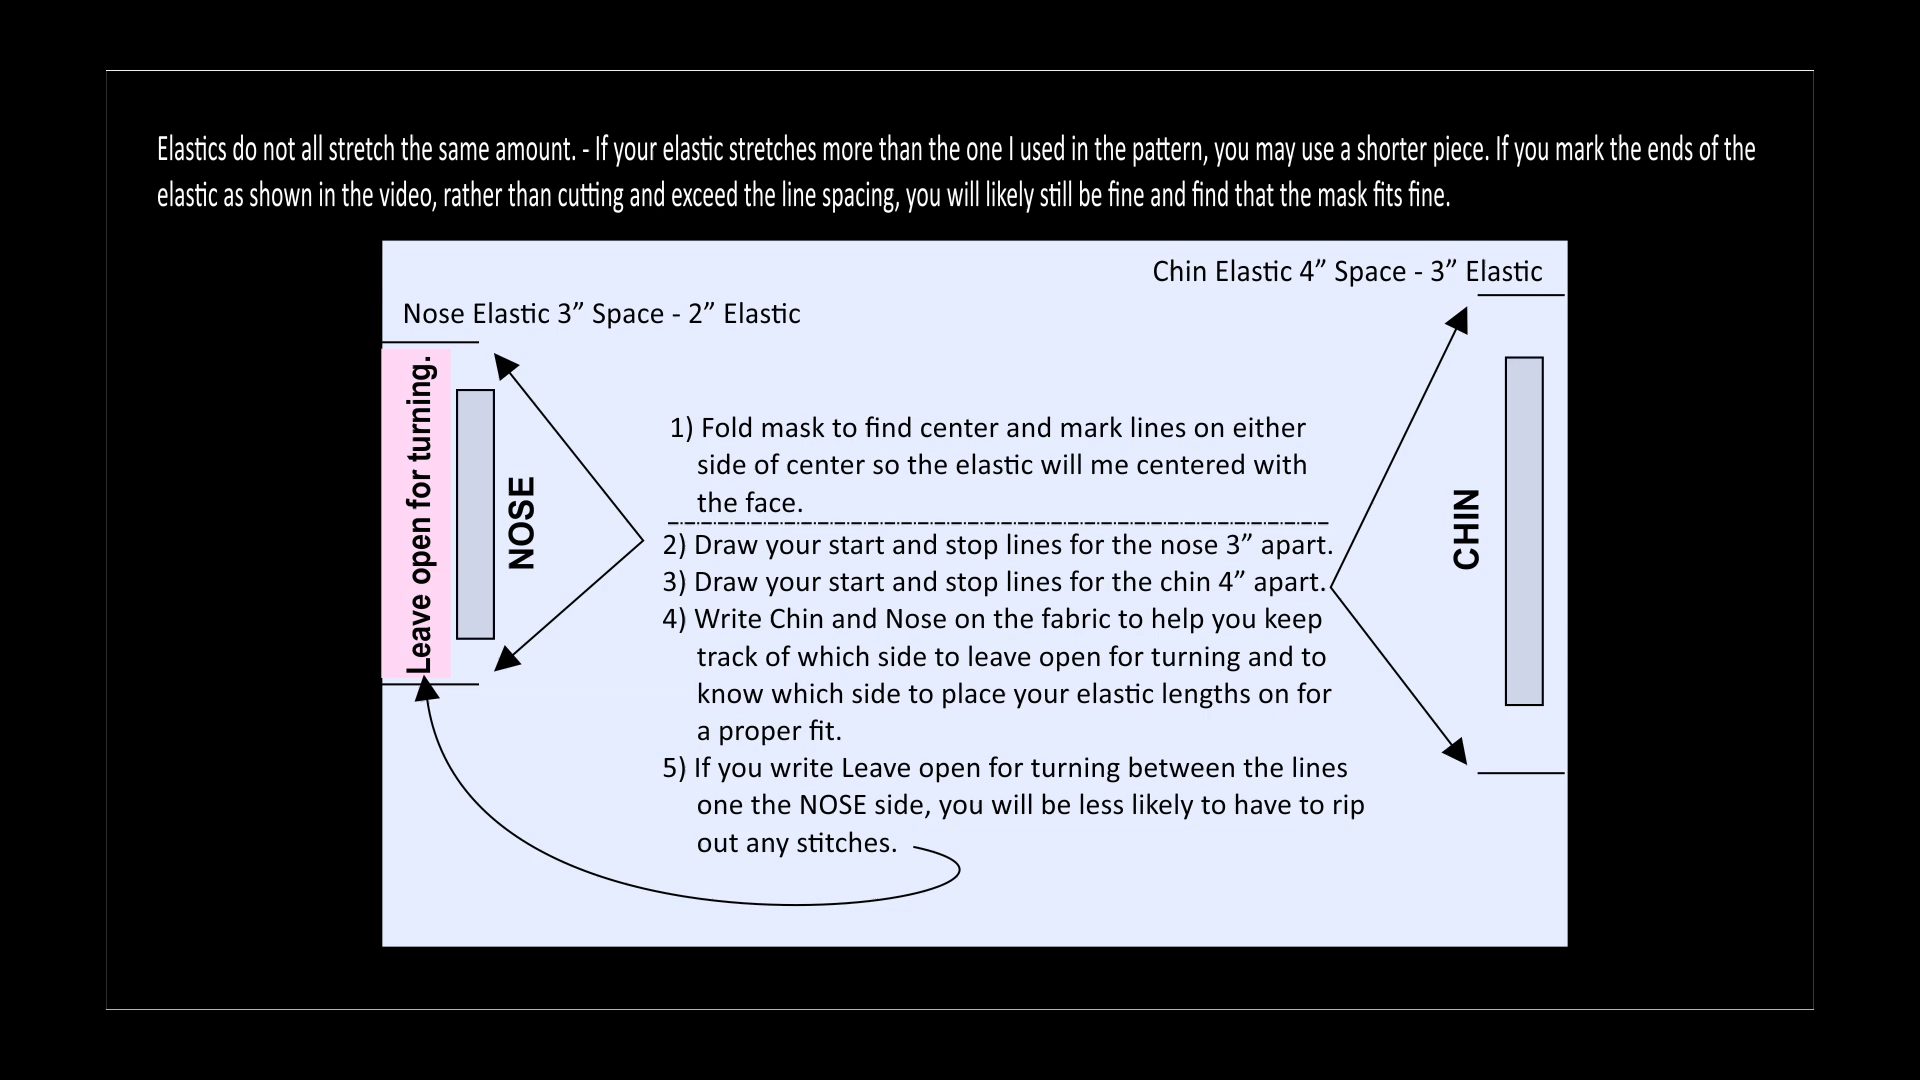 Elastics do not all stretch the same amount. - If your elastic stretches more than the one I used in the pattern, you may use a shorter piece. If you mark the ends of the
elastic as shown in the video, rather than cutting and exceed the line spacing, you will likely still be fine and find that the mask fits fine.
Chin Elastic 4” Space - 3” Elastic
Nose Elastic 3” Space - 2” Elastic
Leave open for turning.
NOSE
1) Fold mask to find center and mark lines on either
side of center so the elastic will me centered with
the face.
2) Draw your start and stop lines for the nose 3” apart.
3) Draw your start and stop lines for the chin 4” apart.
4) Write Chin and Nose on the fabric to help you keep
track of which side to leave open for turning and to
know which side to place your elastic lengths on for
a proper fit.
5) If you write Leave open for turning between the lines
one the NOSE side, you will be less likely to have to rip
out any stitches.
CHIN